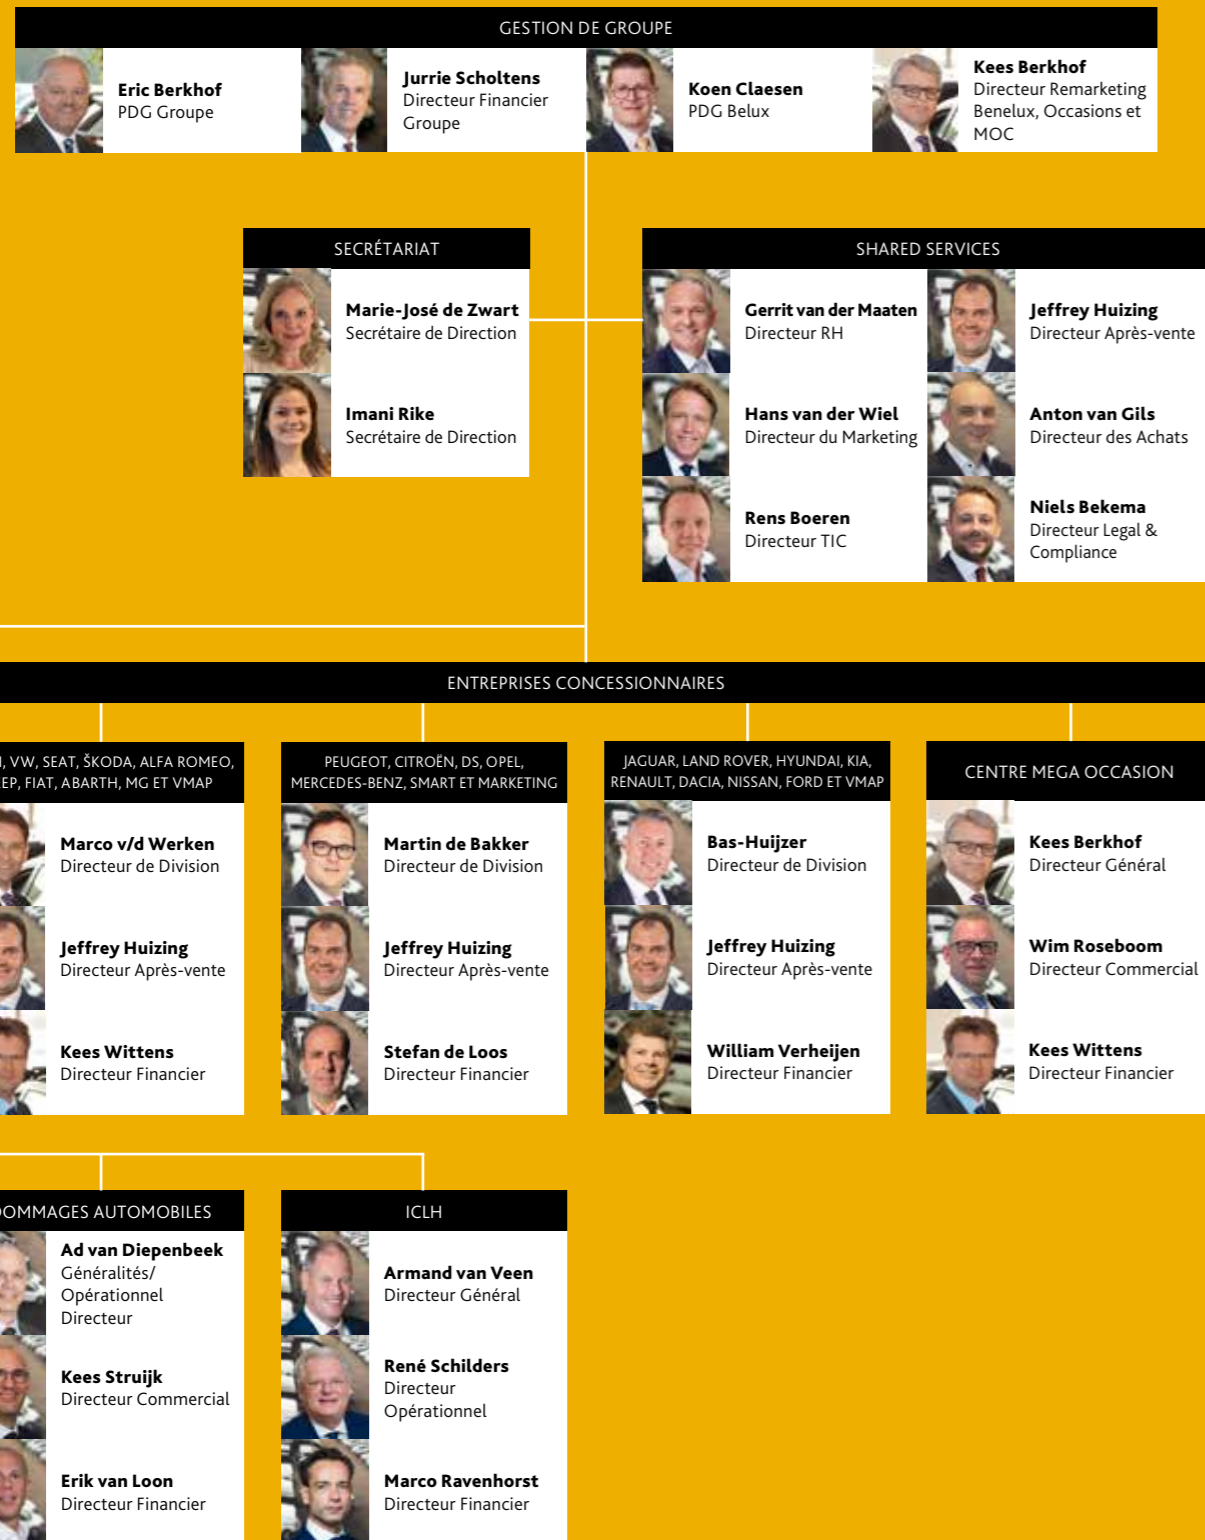 GESTION DE GROUPE
Eric Berkhof
PDG Groupe
Jurrie Scholtens
Directeur Financier
Groupe
Koen Claesen
PDG Belux
Kees Berkhof
Directeur Remarketing
Benelux, Occasions et
MOC
SECRÉTARIAT
Marie-José de Zwart
Secrétaire de Direction
Imani Rike
Secrétaire de Direction
SHARED SERVICES
Gerrit van der Maaten
Directeur RH
Jeffrey Huizing
Directeur Après-vente
Hans van der Wiel
Directeur du Marketing
Anton van Gils
Directeur des Achats
Rens Boeren
Directeur TIC
Niels Bekema
Directeur Legal &
Compliance
ENTREPRISES CONCESSIONNAIRES
, VW, SEAT, ŠKODA, ALFA ROMEO,
EP, FIAT, ABARTH, MG ET VMAP
Marco v/d Werken
Directeur de Division
Jeffrey Huizing
Directeur Après-vente
Kees Wittens
Directeur Financier
PEUGEOT, CITROËN, DS, OPEL,
MERCEDES-BENZ, SMART ET MARKETING
Martin de Bakker
Directeur de Division
Jeffrey Huizing
Directeur Après-vente
Stefan de Loos
Directeur Financier
JAGUAR, LAND ROVER, HYUNDAI, KIA,
RENAULT, DACIA, NISSAN, FORD ET VMAP
Bas-Huijzer
Directeur de Division
Jeffrey Huizing
Directeur Après-vente
William Verheijen
Directeur Financier
CENTRE MEGA OCCASION
Kees Berkhof
Directeur Général
Wim Roseboom
Directeur Commercial
Kees Wittens
Directeur Financier
DOMMAGES AUTOMOBILES
Ad van Diepenbeek
Généralités/
Opérationnel
Directeur
Kees Struijk
Directeur Commercial
Erik van Loon
Directeur Financier
ICLH
Armand van Veen
Directeur Général
René Schilders
Directeur
Opérationnel
Marco Ravenhorst
Directeur Financier